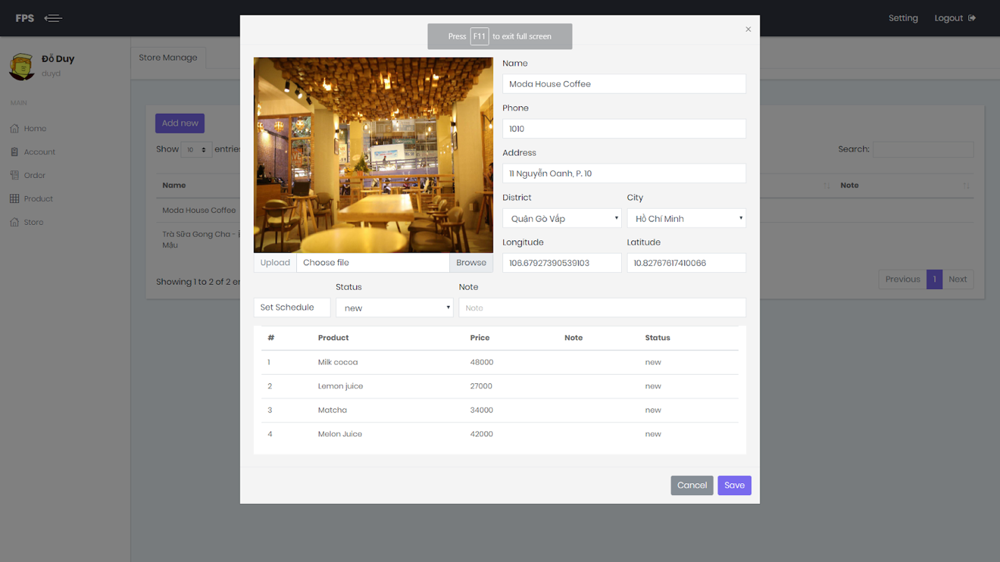 FPS
Setting Logout
Press F11 to exit full screen
×
Đỗ Duy
duyd
Store Manage
MAIN
Home
Account
Order
Product
Store
Add new
Show 10 entries
Search:
Name
Note
Moda House Coffee
Trà Sữa Gong Cha -
Mậu
Showing 1 to 2 of 2
Previous 1 Next
Name
Moda House Coffee
Phone
1010
Address
11 Nguyễn Oanh, P. 10
District City
Quận Gò Vấp Hồ Chí Minh
Longitude Latitude
106.67927390539103 10.82767617410066
Upload Choose file Browse
Status Note
Set Schedule new Note
# Product Price Note Status
1 Milk cocoa 48000 new
2 Lemon juice 27000 new
3 Matcha 34000 new
4 Melon Juice 42000 new
Cancel Save